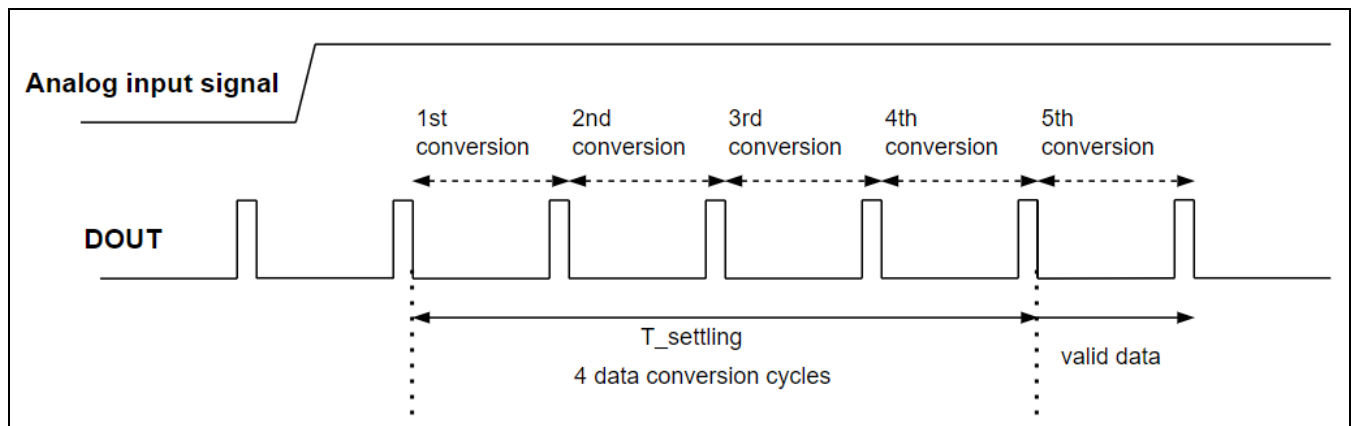 Analog input signal
1st conversion
2nd conversion
3rd conversion
4th conversion
5th conversion
DOUT
T_settling
4 data conversion cycles
valid data